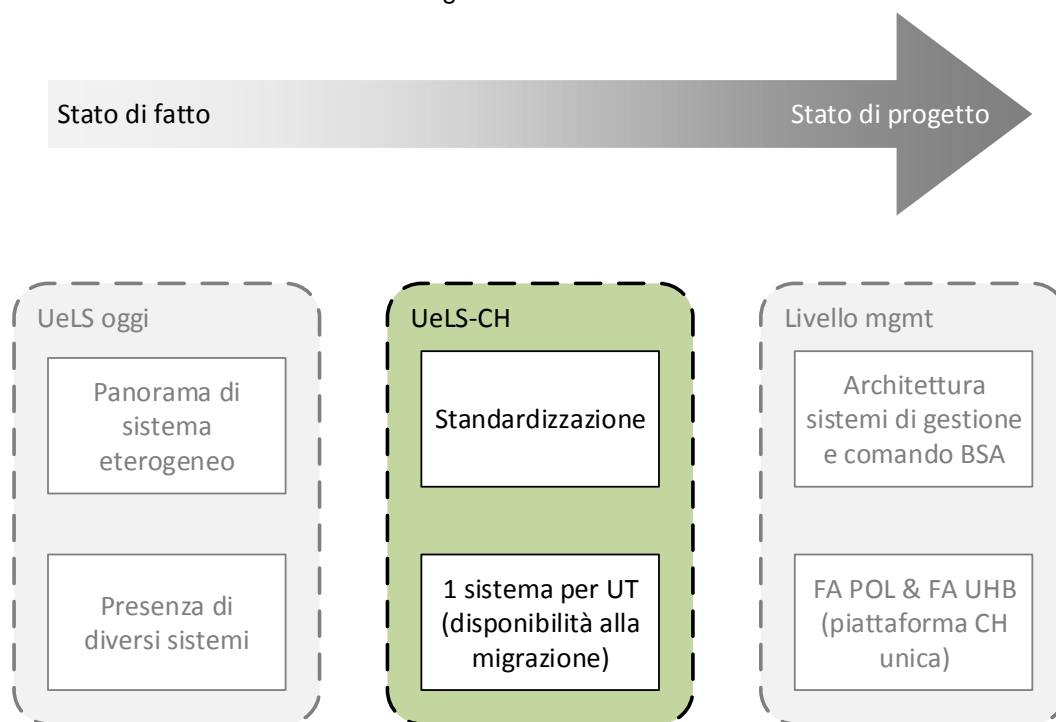 Stato di fatto
Stato di progetto
UeLS oggi
Panorama di
sistema
eterogeneo
Presenza di
diversi sistemi
UeLS-CH
Standardizzazione
1 sistema per UT
(disponibilità alla
migrazione)
Livello mgmt
Architettura
sistemi di gestione
e comando BSA
FA POL & FA UHB
(piattaforma CH
unica)